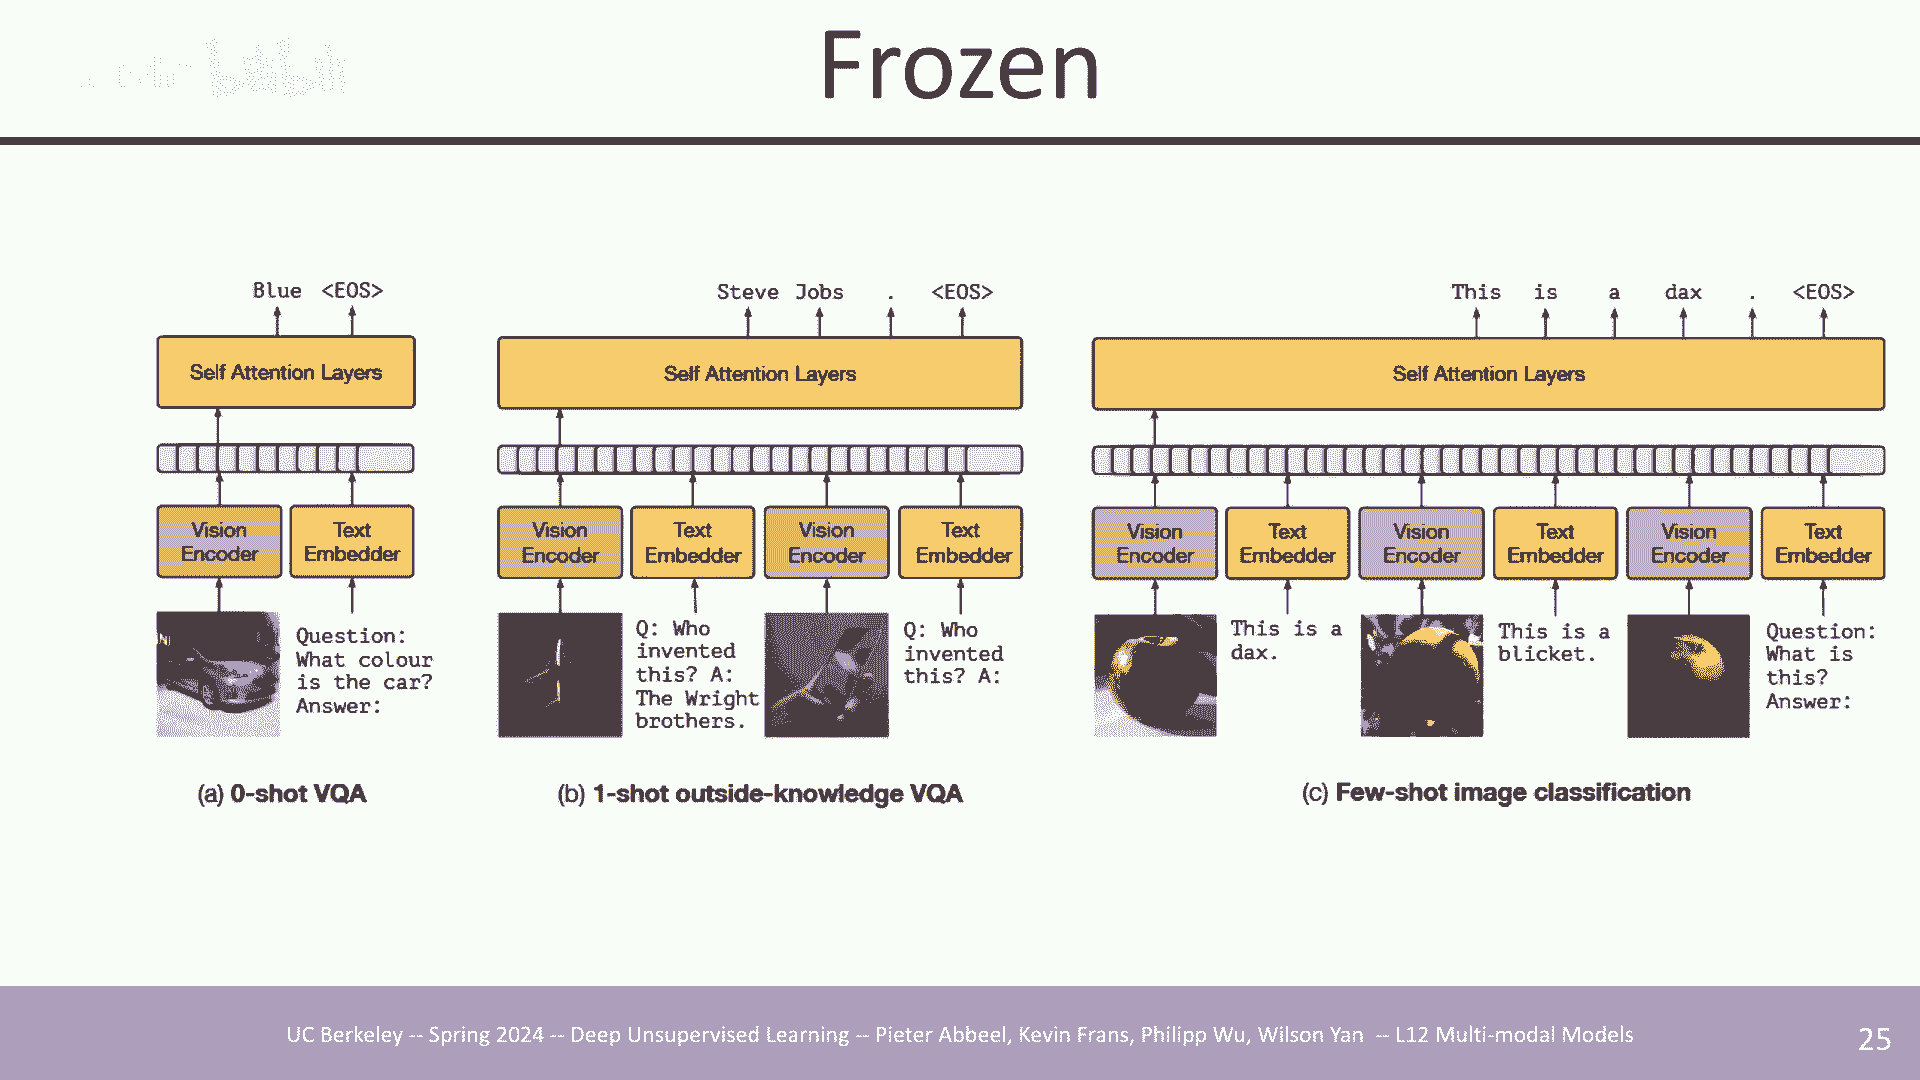 Frozen
Blue <EOS>
Self Attention Layers
Vision Encoder
Text Embedder
Question:
What colour
is the car?
Answer:
(a) 0-shot VQA
Steve Jobs . <EOS>
Self Attention Layers
Vision Encoder
Text Embedder
Vision Encoder
Text Embedder
Q: Who
invented
this? A:
The Wright
brothers.
Q: Who
invented
this? A:
(b) 1-shot outside-knowledge VQA
This is a dax . <EOS>
Self Attention Layers
Vision Encoder
Text Embedder
Vision Encoder
Text Embedder
Vision Encoder
Text Embedder
This is a
dax.
This is a
blicket.
Question:
What is
this?
Answer:
(c) Few-shot image classification
UC Berkeley -- Spring 2024 -- Deep Unsupervised Learning -- Pieter Abbeel, Kevin Frans, Philipp Wu, Wilson Yan -- L12 Multi-modal Models
25